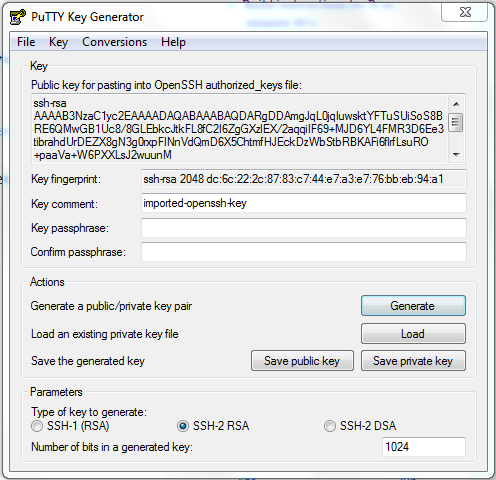 PuTTY Key Generator
File Key Conversions Help
Key
Public key for pasting into OpenSSH authorized_keys file:
ssh-rsa
AAAAB3NzaC1yc2EAAAADAQABAAABAQDARgDDAmgJqL0jqIuwsktYFTuSUiSoS8B
RE6QMwGB1Uc8/8GLEbkcJtkFL8fC2I6ZgGXzlEX/2aqqiIF69+MJD6YL4FMR3D6Ee3
tibrahdUrDEZX8gN3g0rxpFlNnVdQmD6X5ChtmfHJEckDzWbStbRBKAFi6flrfLsuRO
+paaVa+W6PXXLsJ2wuunM
Key fingerprint: ssh-rsa 2048 dc:6c:22:2c:87:83:c7:44:e7:a3:e7:76:bb:eb:94:a1
Key comment: imported-openssh-key
Key passphrase:
Confirm passphrase:
Actions
Generate a public/private key pair Generate
Load an existing private key file Load
Save the generated key Save public key Save private key
Parameters
Type of key to generate:
SSH-1 (RSA) SSH-2 RSA SSH-2 DSA
Number of bits in a generated key: 1024